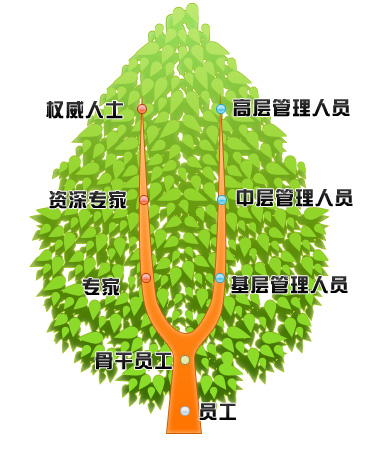 权威人士
高层管理人员
资深专家
中层管理人员
专家
基层管理人员
骨干员工
员工